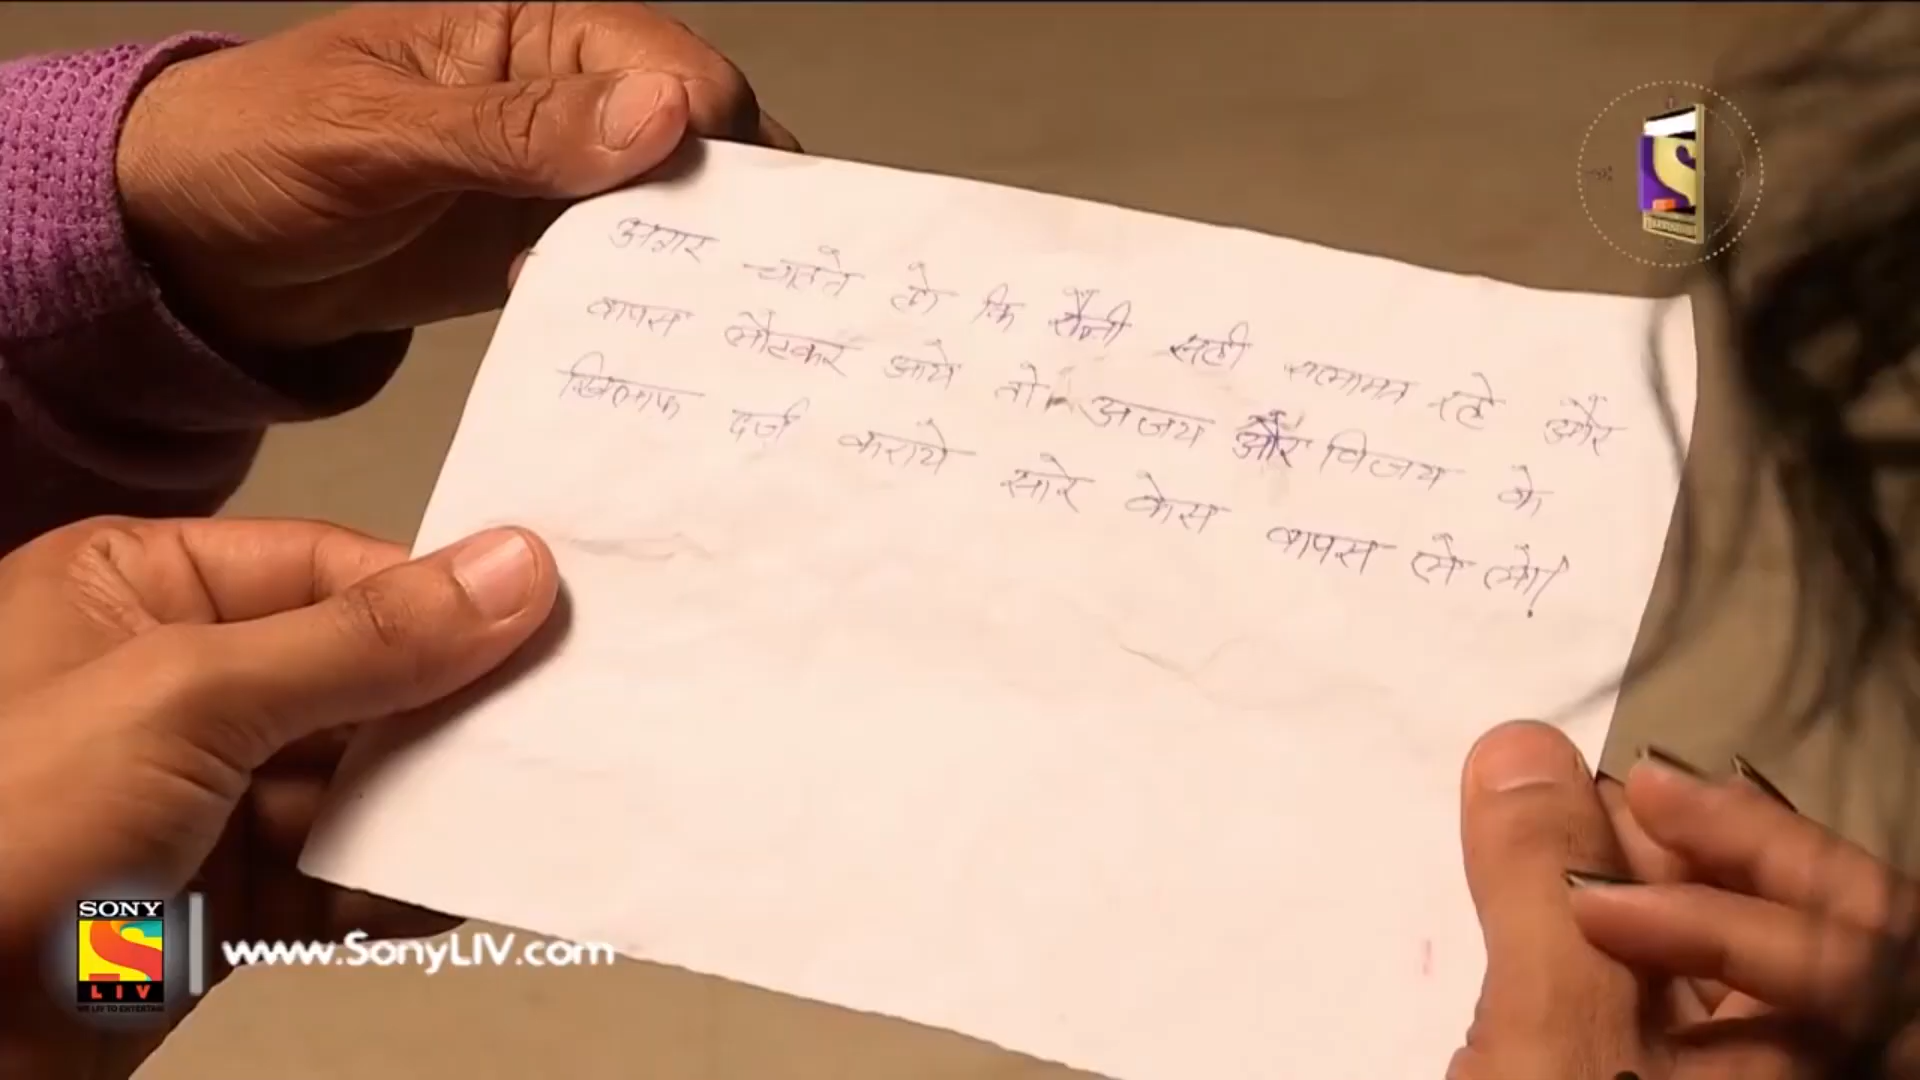 अगर चाहते हो कि रौनी सही सलामत रहे और
वापस लौटकर आये तो अजय और विजय के
खिलाफ दर्ज कराये सारे केस वापस ले लो!
SONY
LIV
www.SonyLIV.com